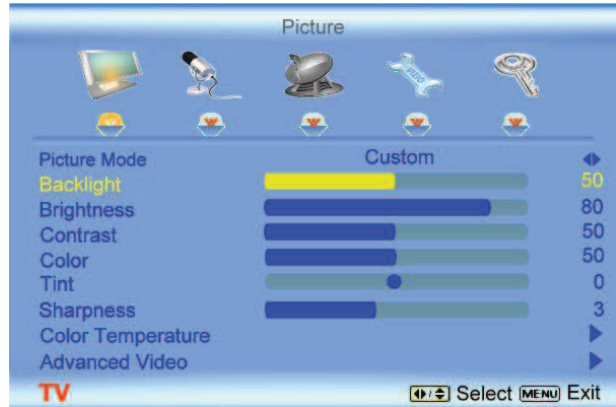 Picture
VIZIO
Picture Mode Custom
Backlight 50
Brightness 80
Contrast 50
Color 50
Tint 0
Sharpness 3
Color Temperature
Advanced Video
TV Select MENU Exit